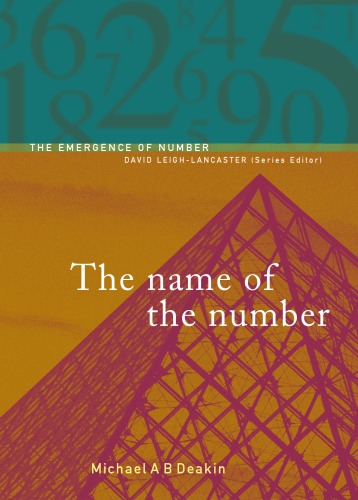 THE EMERGENCE OF NUMBER
DAVID LEIGH-LANCASTER (Series Editor)
The name of
the number
Michael A B Deakin